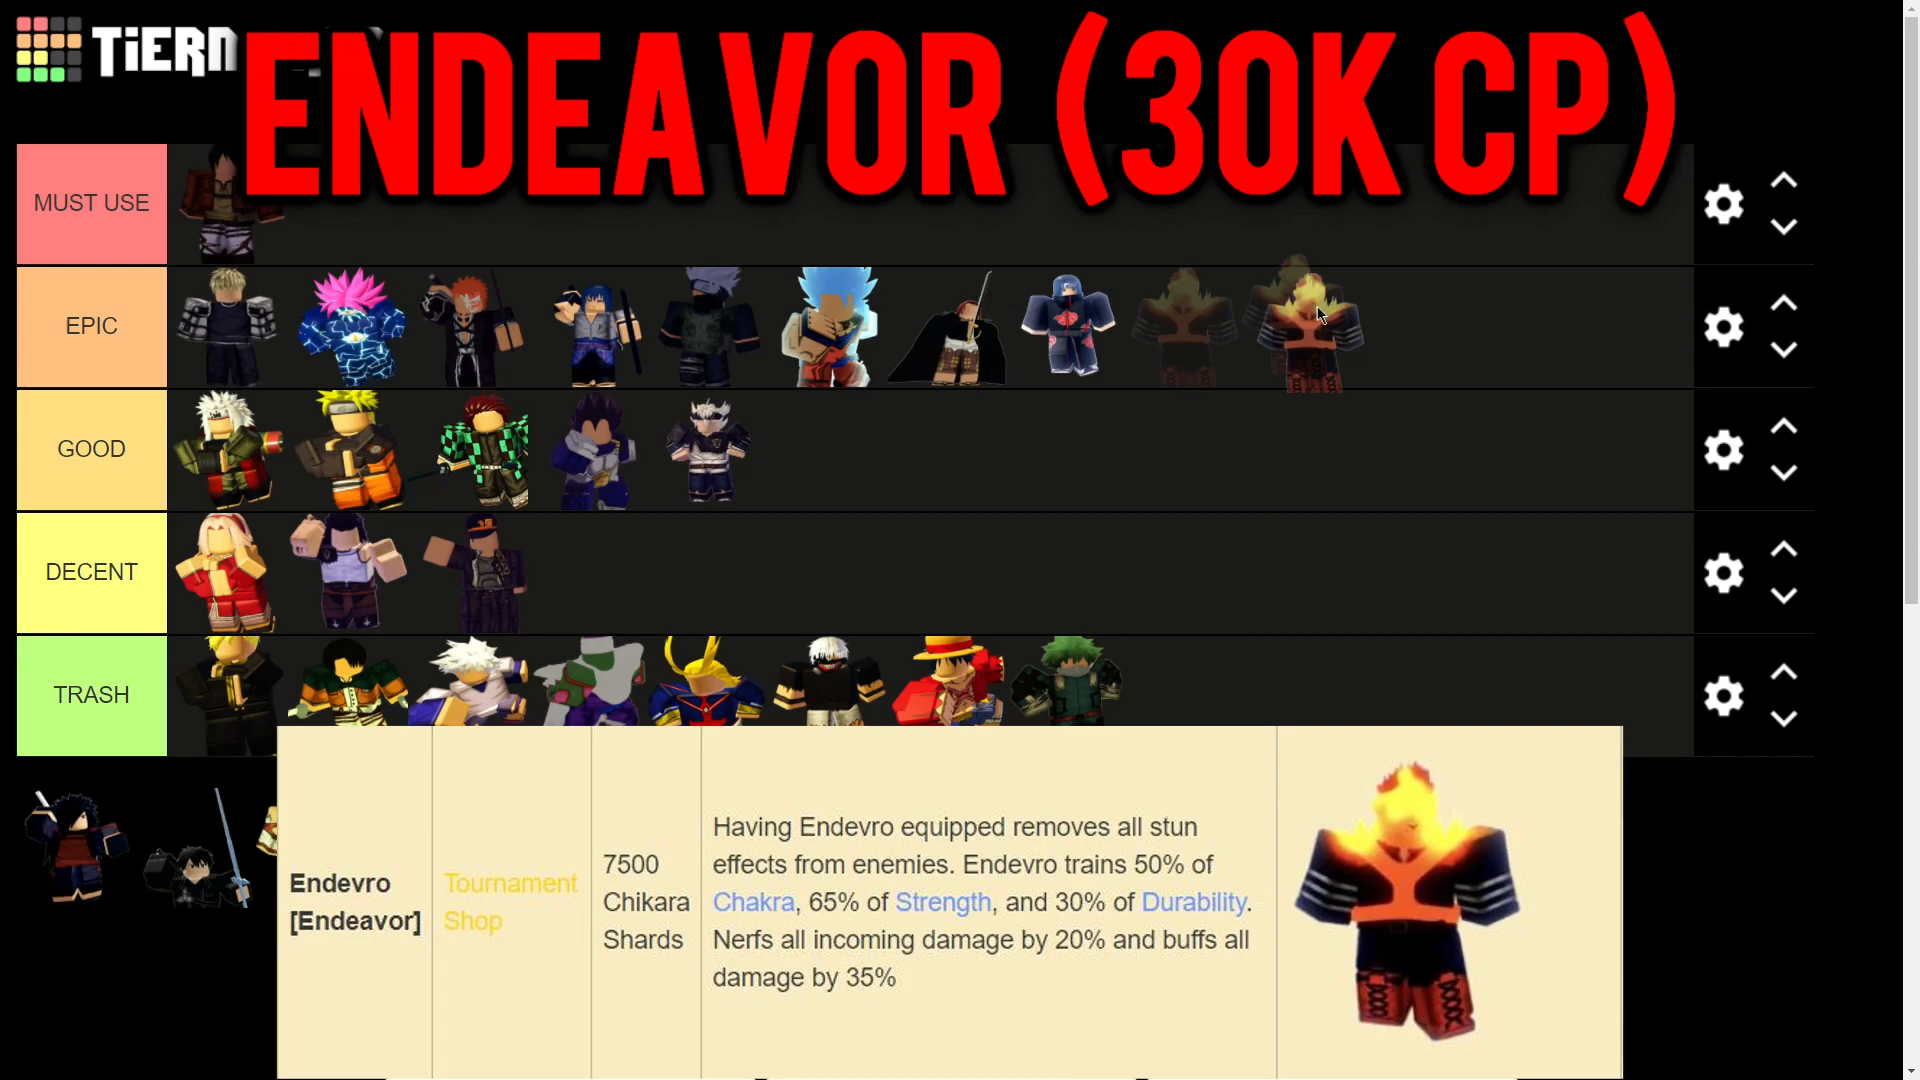 TiERM
ENDEAVOR (30K CP)
MUST USE
EPIC
GOOD
DECENT
TRASH
Endevro
[Endeavor]
Tournament
Shop
7500
Chikara
Shards
Having Endevro equipped removes all stun
effects from enemies. Endevro trains 50% of
Chakra, 65% of Strength, and 30% of Durability.
Nerfs all incoming damage by 20% and buffs all
damage by 35%